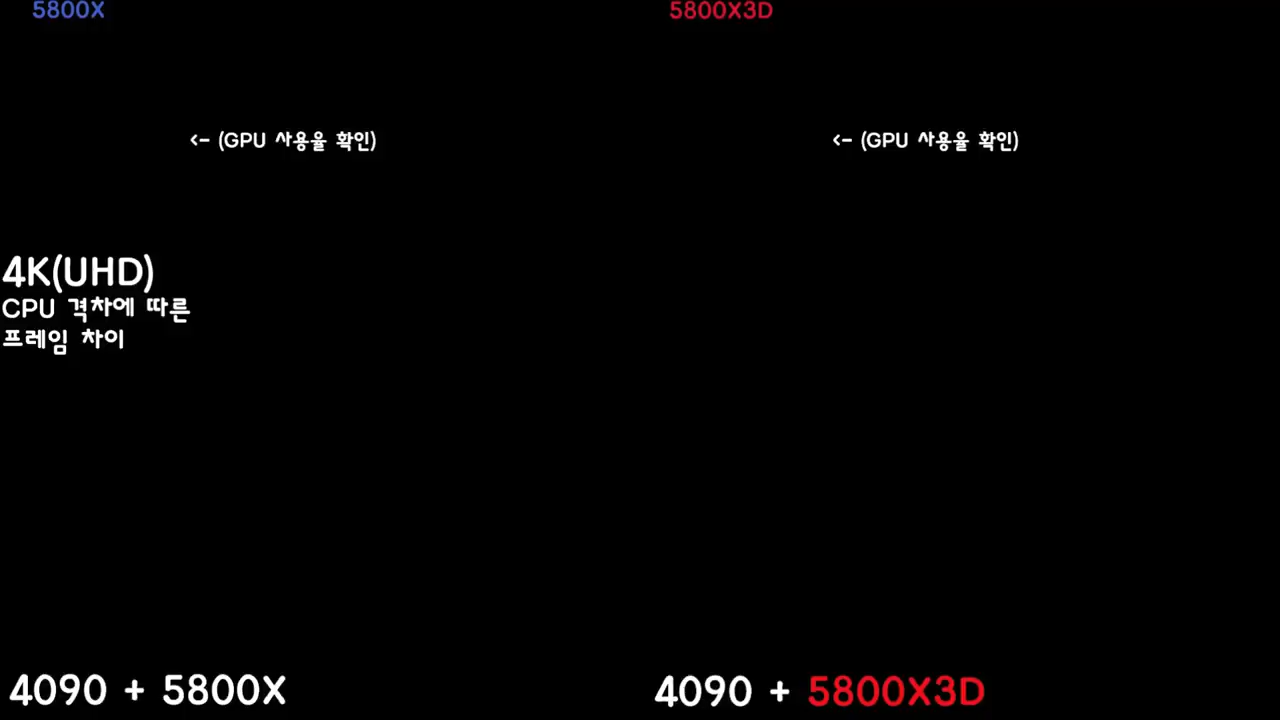 5800X
5800X3D
<- (GPU 사용율 확인)
<- (GPU 사용율 확인)
4K(UHD)
CPU 격차에 따른
프레임 차이
4090 + 5800X
4090 + 5800X3D